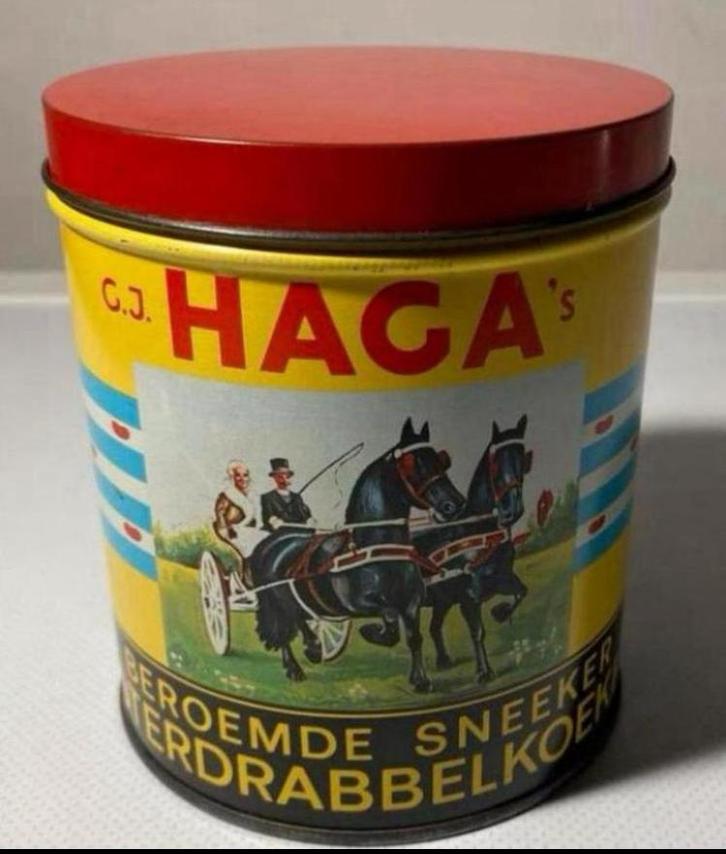 G.J. HAGA's
BEROEMDE SNEEKER
TERDRABBELKOEK